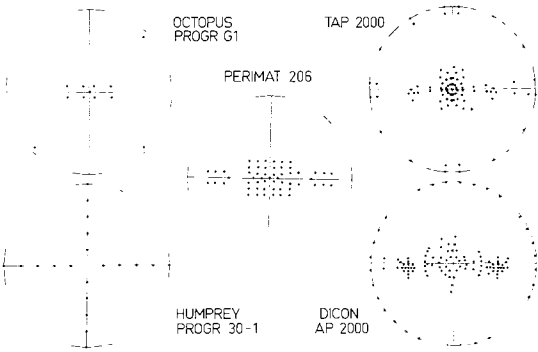 OCTOPUS
PROGR G1
TAP 2000
PERIMAT 206
HUMPREY
PROGR 30-1
DICON
AP 2000